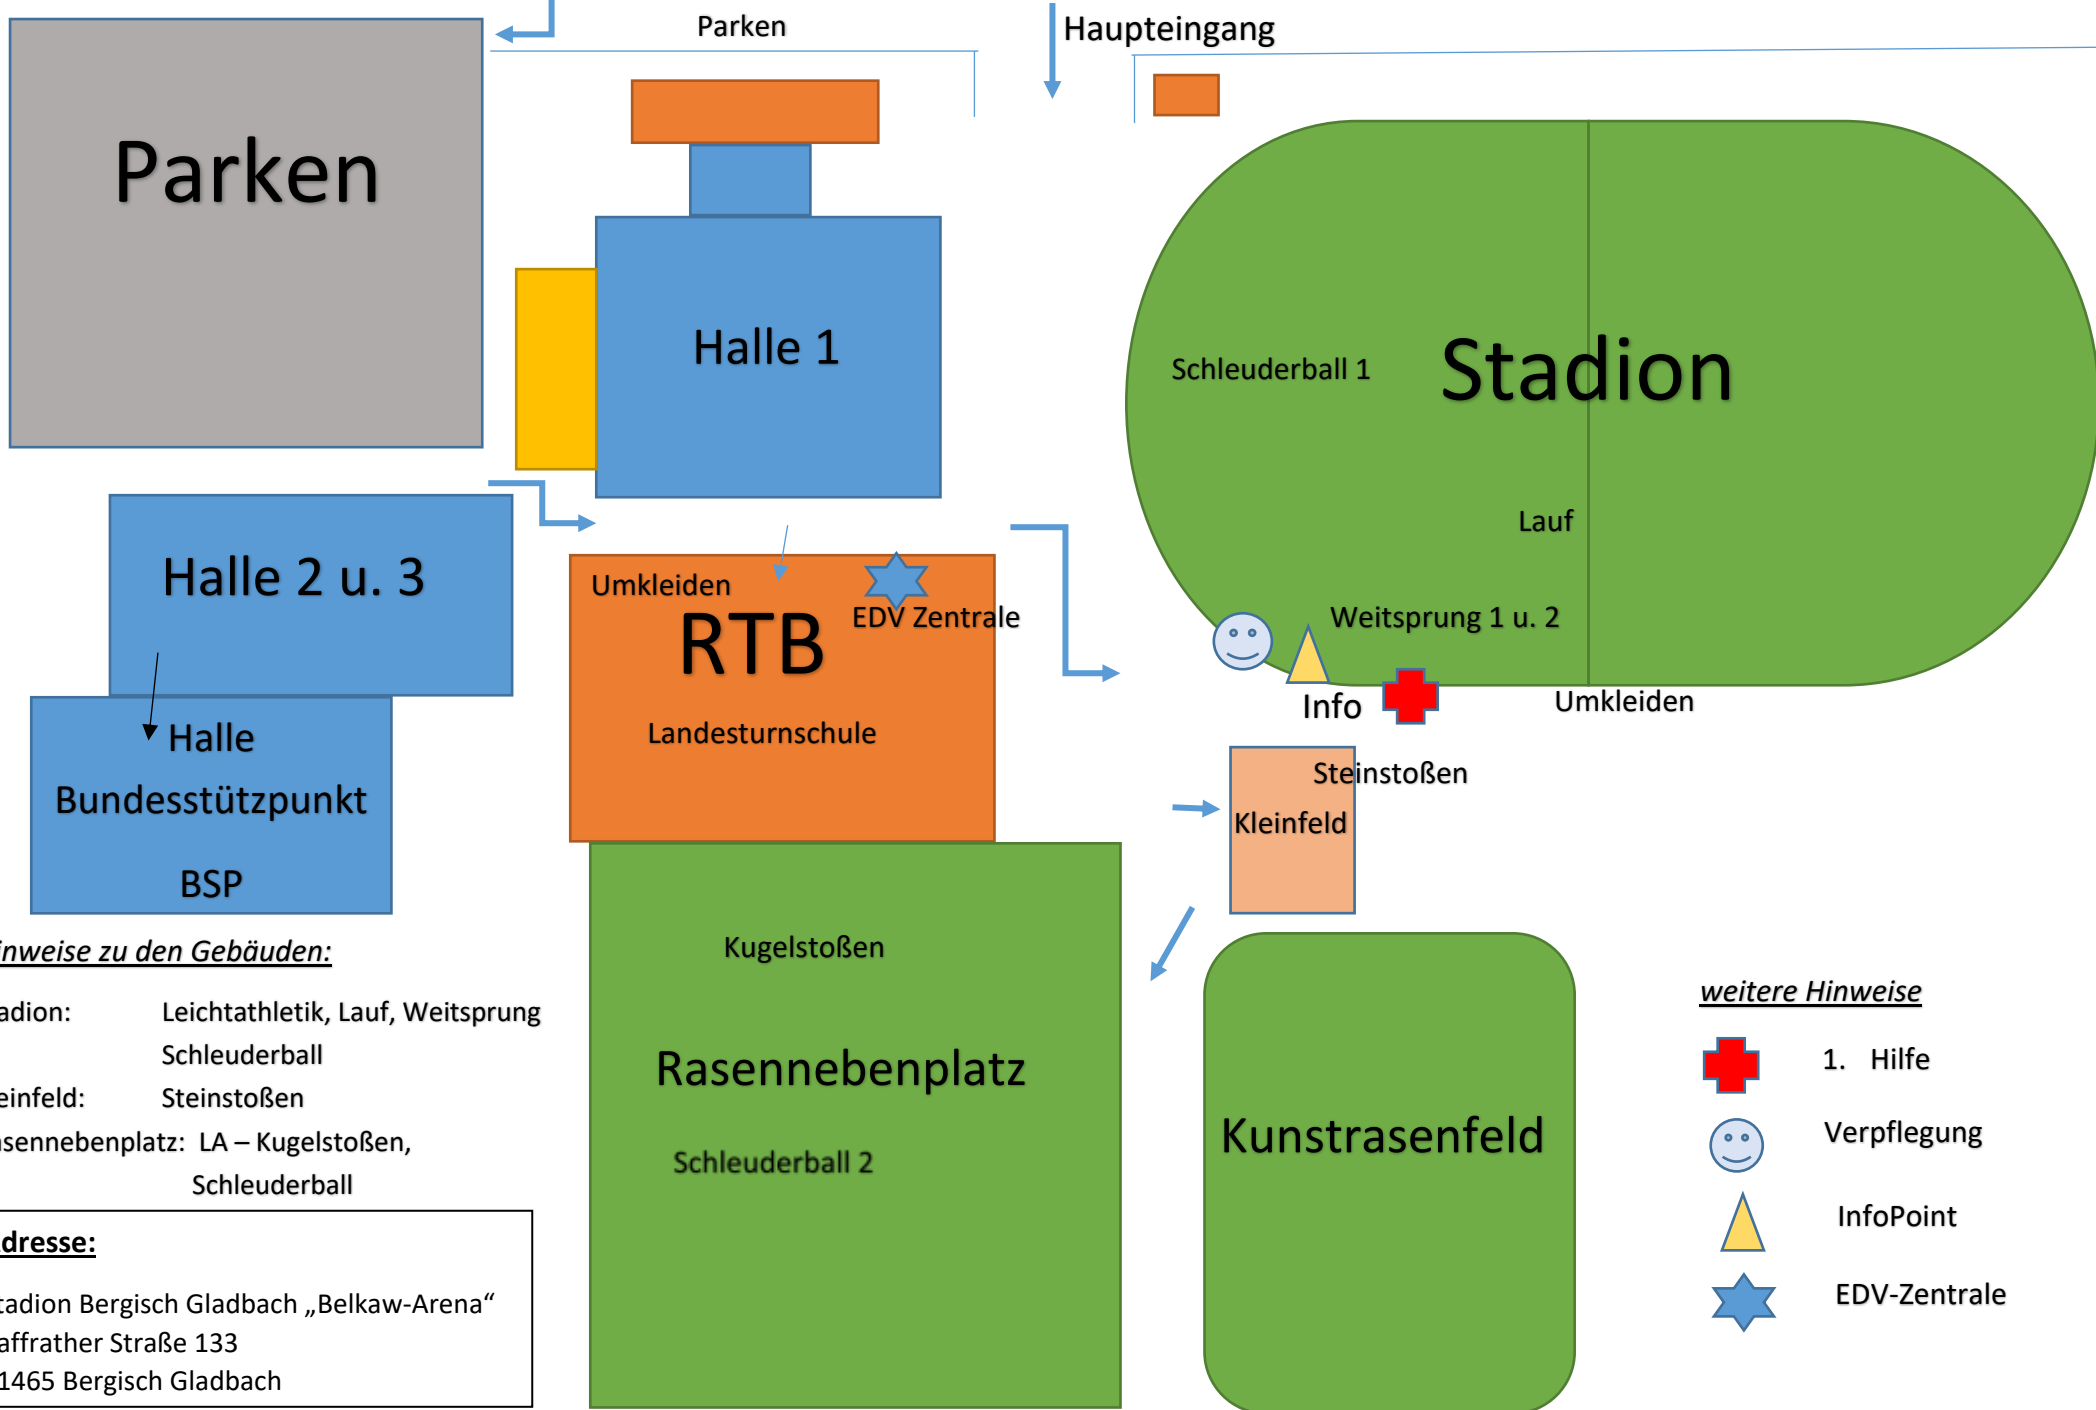 Parken
Haupteingang
Parken
Halle 1
Stadion
Schleuderball 1
Lauf
Weitsprung 1 u. 2
Halle 2 u. 3
Umkleiden
EDV Zentrale
RTB
Landesturnschule
Info
Umkleiden
Halle
Bundesstützpunkt
BSP
Steinstoßen
Kleinfeld
Kugelstoßen
Rasennebenplatz
Schleuderball 2
Kunstrasenfeld
inweise zu den Gebäuden:
adion: Leichtathletik, Lauf, Weitsprung
Schleuderball
einfeld: Steinstoßen
asennebenplatz: LA – Kugelstoßen,
Schleuderball
dresse:
tadion Bergisch Gladbach „Belkaw-Arena“
affrather Straße 133
1465 Bergisch Gladbach
weitere Hinweise
1. Hilfe
Verpflegung
InfoPoint
EDV-Zentrale